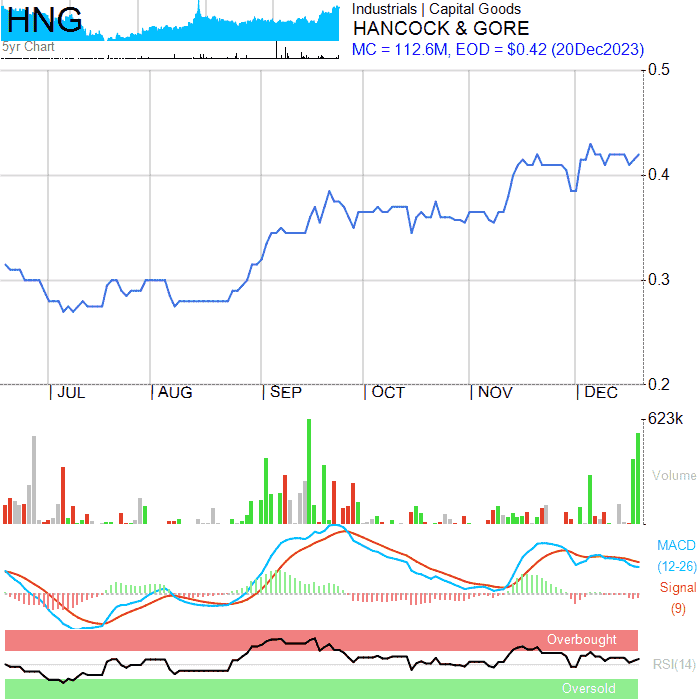 HNG
5yr Chart
Industrials | Capital Goods
HANCOCK & GORE
MC = 112.6M, EOD = $0.42 (20Dec2023)
0.5
0.4
0.3
0.2
JUL AUG SEP OCT NOV DEC
623k
Volume
MACD
(12-26)
Signal
(9)
Overbought
RSI(14)
Oversold